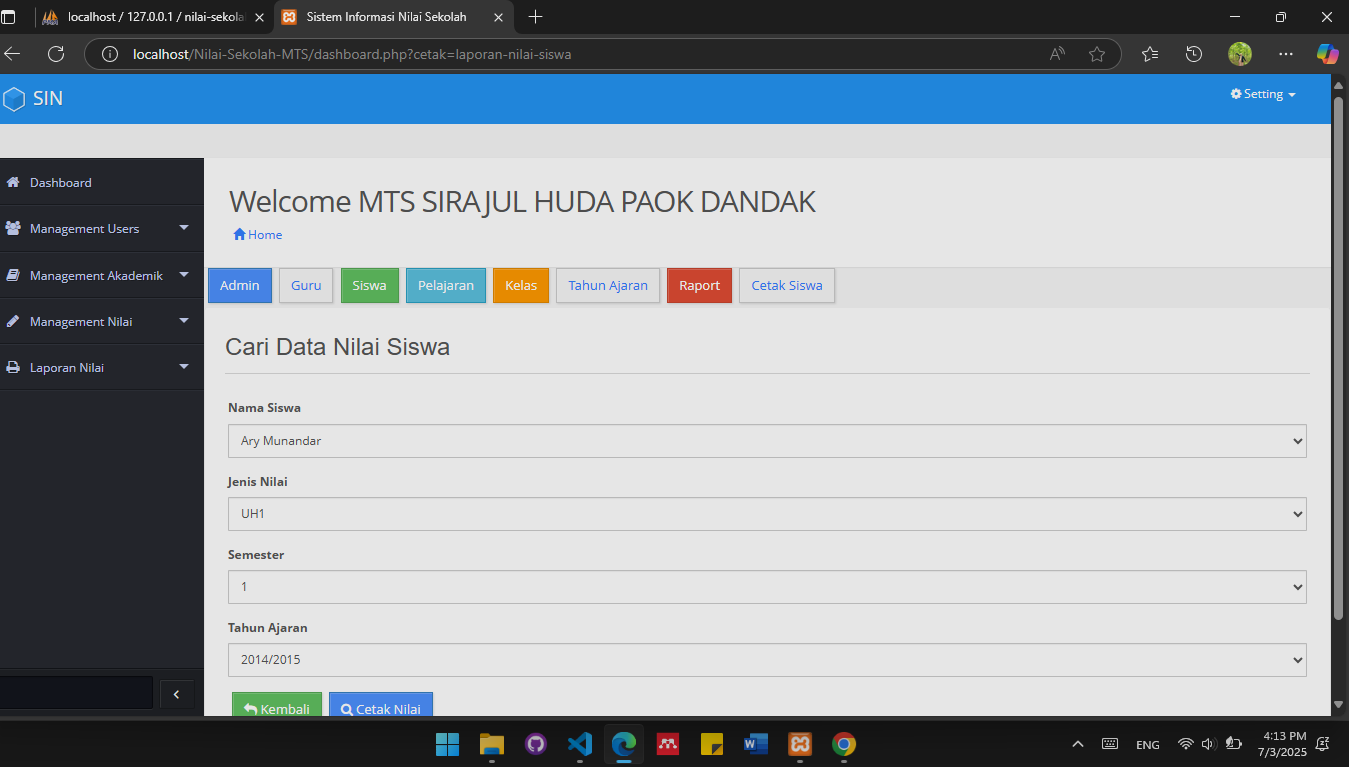 localhost / 127.0.0.1 / nilai-sekola
Sistem Informasi Nilai Sekolah
localhost/Nilai-Sekolah-MTS/dashboard.php?cetak=laporan-nilai-siswa
SIN
Setting
Dashboard
Management Users
Management Akademik
Management Nilai
Laporan Nilai
Welcome MTS SIRAJUL HUDA PAOK DANDAK
Home
Admin Guru Siswa Pelajaran Kelas Tahun Ajaran Raport Cetak Siswa
Cari Data Nilai Siswa
Nama Siswa
Ary Munandar
Jenis Nilai
UH1
Semester
1
Tahun Ajaran
2014/2015
Kembali Cetak Nilai
ENG
4:13 PM
7/3/2025